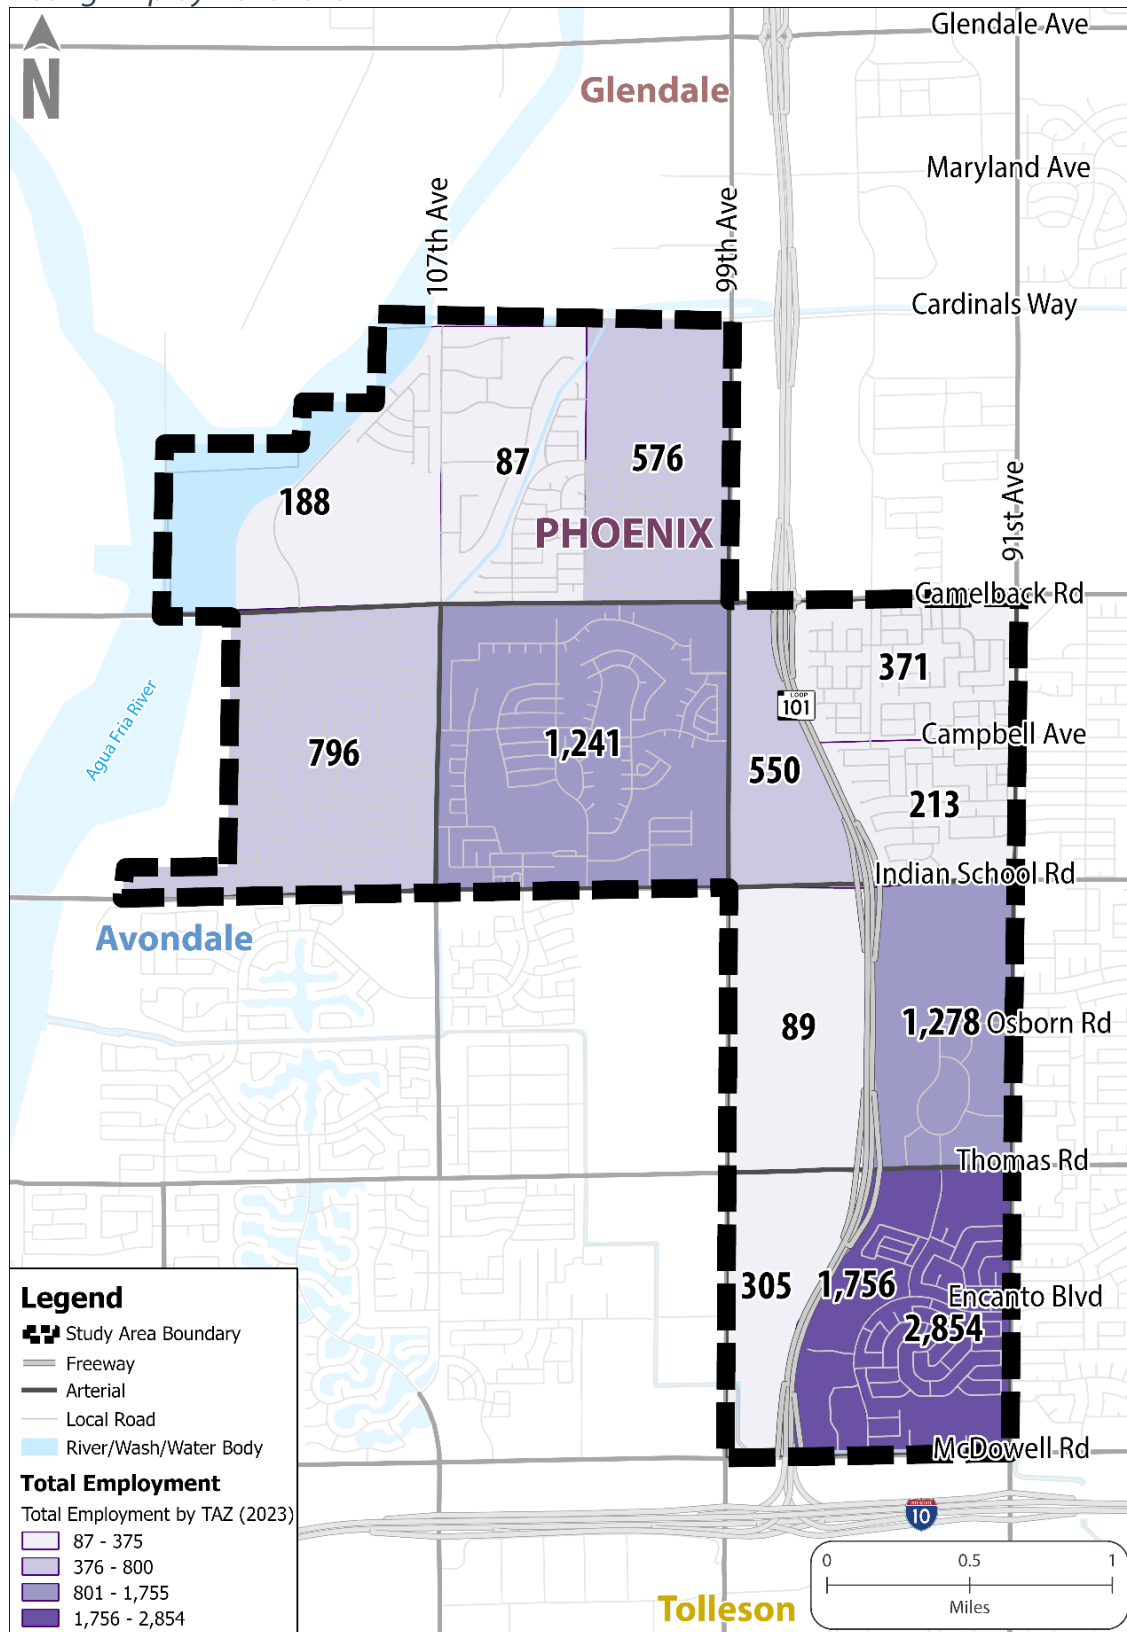 N
Glendale Ave
Glendale
Maryland Ave
107th Ave
99th Ave
Cardinals Way
87
576
188
PHOENIX
91st Ave
Camelback Rd
371
Agua Fria River
LOOP
101
Campbell Ave
796
1,241
550
213
Indian School Rd
Avondale
89
1,278
Osborn Rd
Thomas Rd
305
1,756
Encanto Blvd
2,854
McDowell Rd
Legend
Study Area Boundary
Freeway
Arterial
Local Road
River/Wash/Water Body
Total Employment
Total Employment by TAZ (2023)
87 - 375
376 - 800
801 - 1,755
1,756 - 2,854
10
0 0.5 1
Miles
Tolleson